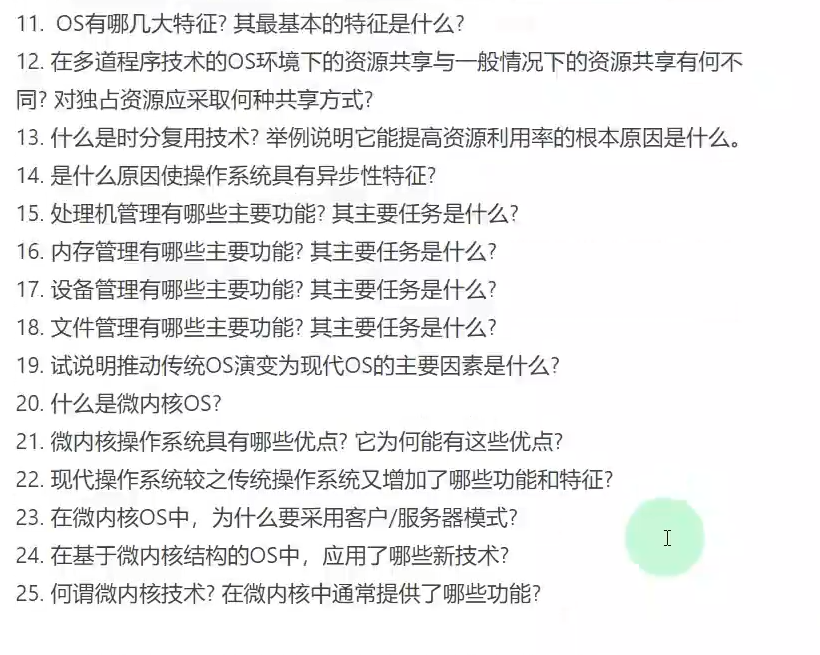 11. OS有哪几大特征? 其最基本的特征是什么?
12. 在多道程序技术的OS环境下的资源共享与一般情况下的资源共享有何不
同? 对独占资源应采取何种共享方式?
13. 什么是时分复用技术? 举例说明它能提高资源利用率的根本原因是什么。
14. 是什么原因使操作系统具有异步性特征?
15. 处理机管理有哪些主要功能? 其主要任务是什么?
16. 内存管理有哪些主要功能? 其主要任务是什么?
17. 设备管理有哪些主要功能? 其主要任务是什么?
18. 文件管理有哪些主要功能? 其主要任务是什么?
19. 试说明推动传统OS演变为现代OS的主要因素是什么?
20. 什么是微内核OS?
21. 微内核操作系统具有哪些优点? 它为何能有这些优点?
22. 现代操作系统较之传统操作系统又增加了哪些功能和特征?
23. 在微内核OS中，为什么要采用客户/服务器模式?
24. 在基于微内核结构的OS中，应用了哪些新技术?
25. 何谓微内核技术? 在微内核中通常提供了哪些功能?